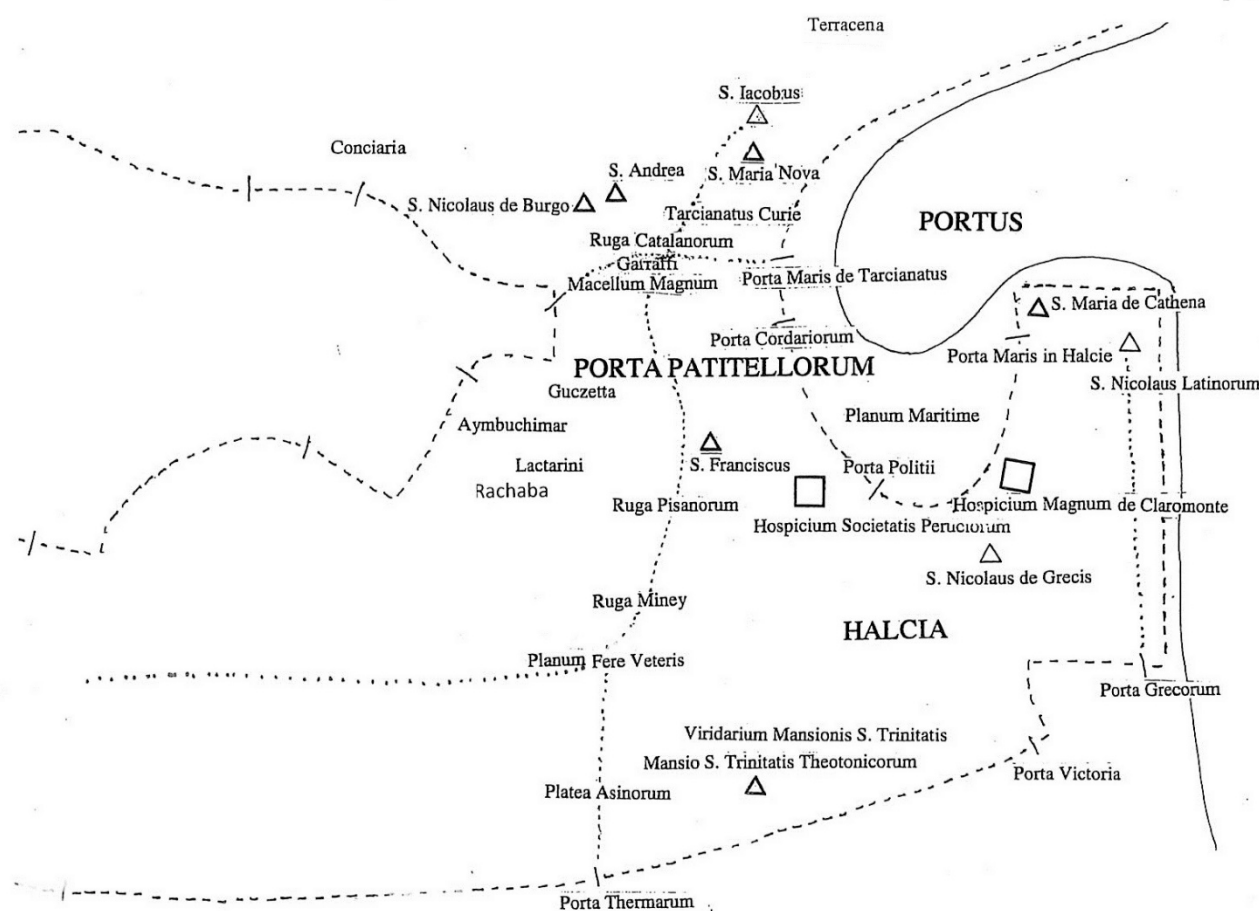 Terracena
S. Iacobus
Conciaria
S. Andrea
S. Maria Nova
S. Nicolaus de Burgo
Tarcianatus Curie
PORTUS
Ruga Catalanorum
Garraffi
Macellum Magnum
Porta Maris de Tarcianatus
S. Maria de Cathena
Porta Cordariorum
Porta Maris in Halcie
PORTA PATITELLORUM
S. Nicolaus Latinorum
Guczetta
Planum Maritime
Aymbuchimar
Lactarini
S. Franciscus
Porta Politii
Rachaba
Ruga Pisanorum
Hospicium Magnum de Claromonte
Hospicium Societatis Peruciorum
S. Nicolaus de Grecis
Ruga Miney
HALCIA
Planum Fere Veteris
Porta Grecorum
Viridarium Mansionis S. Trinitatis
Mansio S. Trinitatis Theotonicorum
Porta Victoria
Platea Asinorum
Porta Thermarum